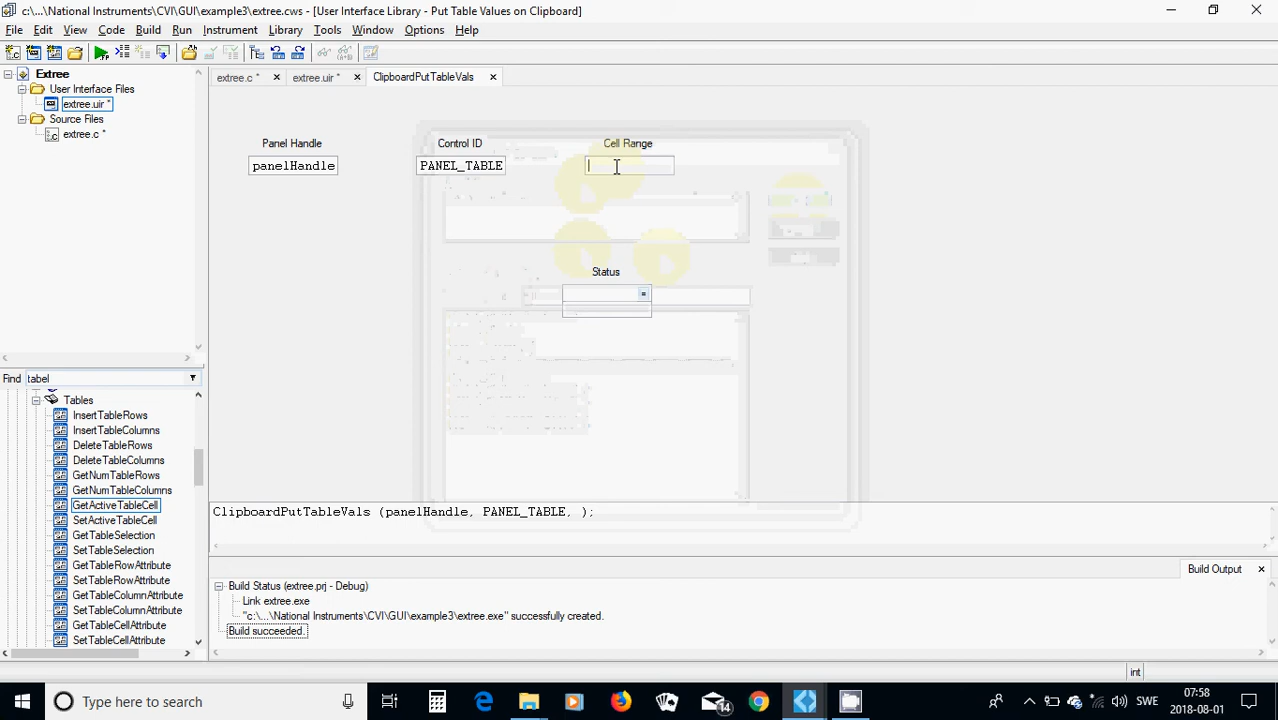 c:\...\National Instruments\CVI\GUI\example3\extree.cws - [User Interface Library - Put Table Values on Clipboard]
File Edit View Code Build Run Instrument Library Tools Window Options Help
Extree
User Interface Files
extree.uir *
Source Files
extree.c *
extree.c * extree.uir * ClipboardPutTableVals
Panel Handle Control ID Cell Range
panelHandle PANEL_TABLE
Status
Find tabel
Tables
InsertTableRows
InsertTableColumns
DeleteTableRows
DeleteTableColumns
GetNumTableRows
GetNumTableColumns
GetActiveTableCell
SetActiveTableCell
GetTableSelection
SetTableSelection
GetTableRowAttribute
SetTableRowAttribute
GetTableColumnAttribute
SetTableColumnAttribute
GetTableCellAttribute
SetTableCellAttribute
ClipboardPutTableVals (panelHandle, PANEL_TABLE, );
Build Output
Build Status (extree.prj - Debug)
Link extree.exe
"c:\...\National Instruments\CVI\GUI\example3\extree.exe" successfully created.
Build succeeded.
int
Type here to search
14
SWE
07:58
2018-08-01